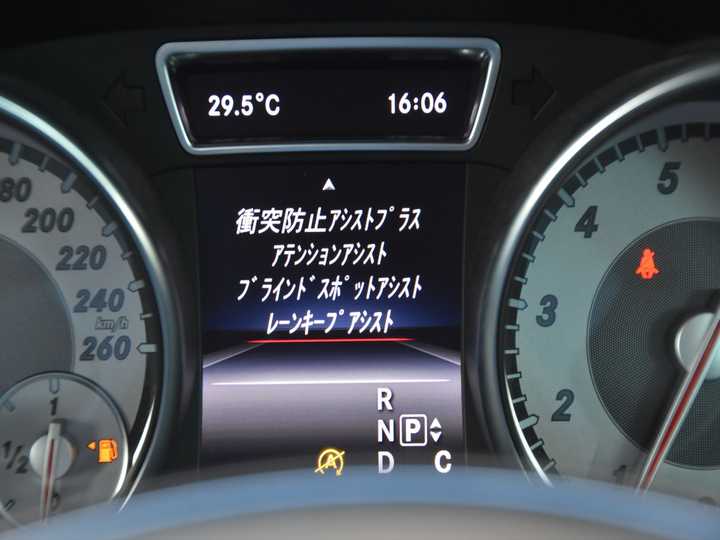 29.5°C 16:06
衝突防止ｱｼｽﾄﾌﾟﾗｽ
ｱﾃﾝｼｮﾝｱｼｽﾄ
ﾌﾞﾗｲﾝﾄﾞｽﾎﾟｯﾄｱｼｽﾄ
ﾚｰﾝｷｰﾌﾟｱｼｽﾄ
R
N P
D C
A
80
200
220
240
km/h
260
1
1/2
5
4
3
2
1